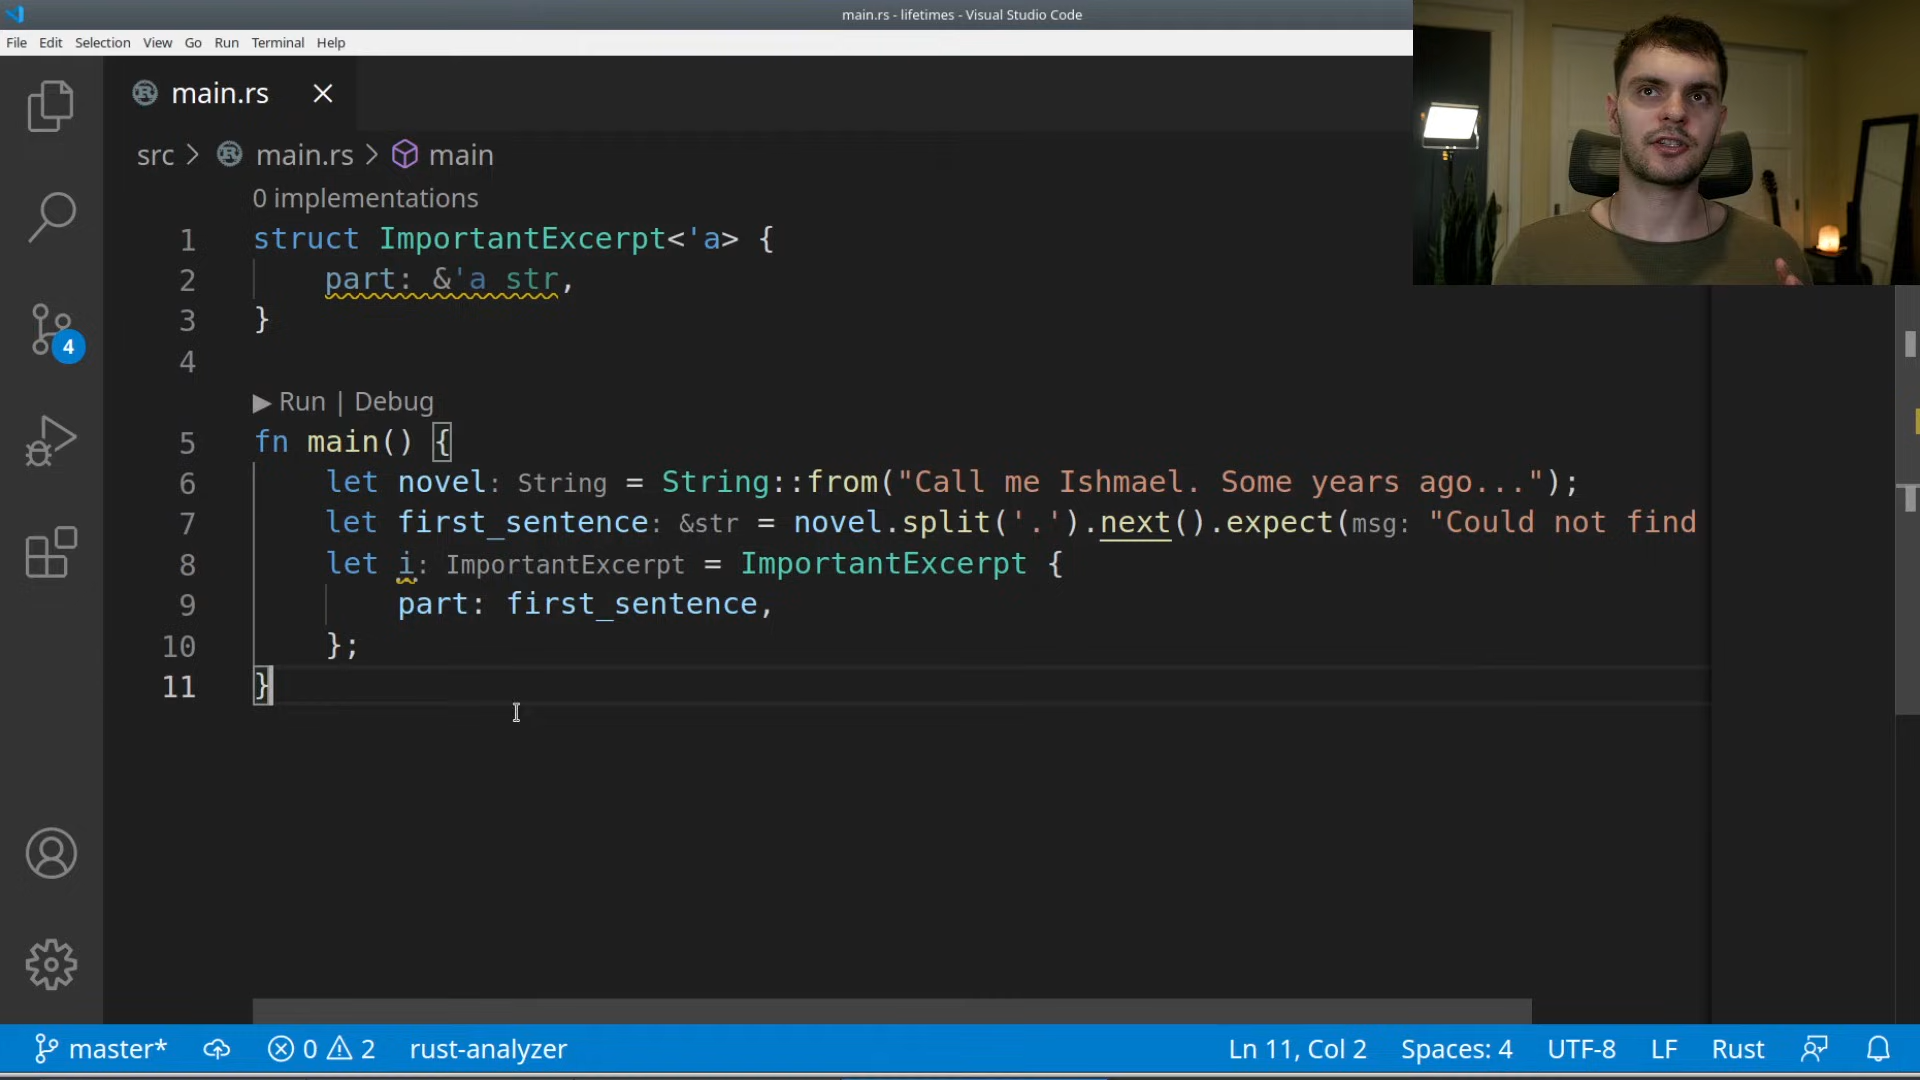 main.rs - lifetimes - Visual Studio Code
File Edit Selection View Go Run Terminal Help
main.rs
src > main.rs > main
0 implementations
1 struct ImportantExcerpt<'a> {
2 part: &'a str,
3 }
4
▶ Run | Debug
5 fn main() {
6 let novel: String = String::from("Call me Ishmael. Some years ago...");
7 let first_sentence: &str = novel.split('.').next().expect(msg: "Could not find
8 let i: ImportantExcerpt = ImportantExcerpt {
9 part: first_sentence,
10 };
11 }
4
master* 0 2 rust-analyzer Ln 11, Col 2 Spaces: 4 UTF-8 LF Rust